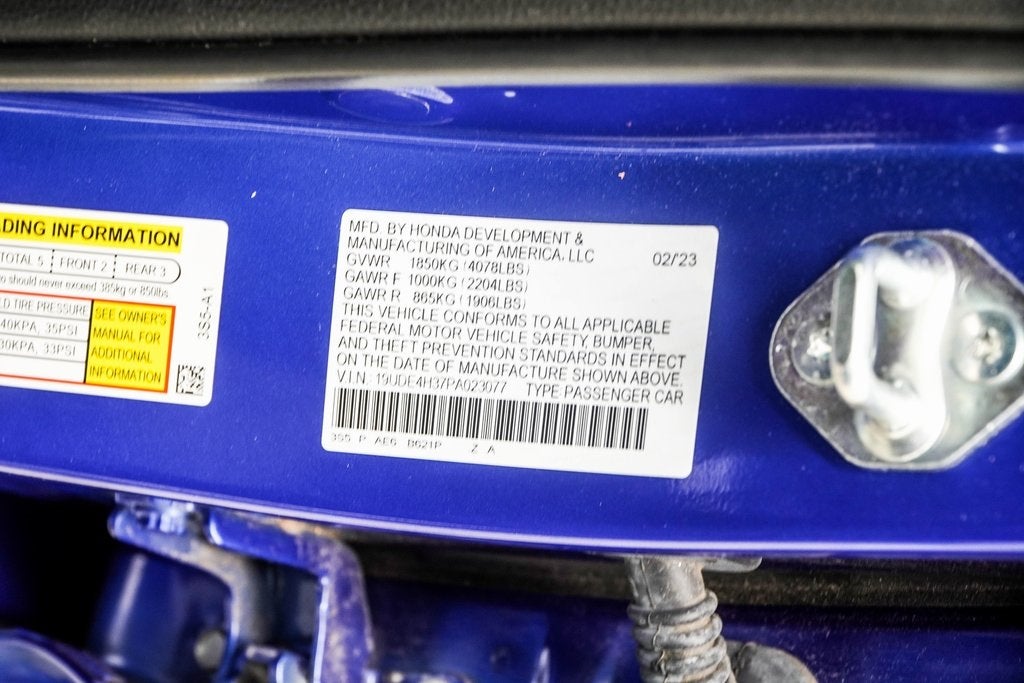 ADING INFORMATION
TOTAL 5 FRONT 2 REAR 3
should never exceed 385kg or 850lbs
TIRE PRESSURE
40KPA, 35PSI
30KPA, 33PSI
SEE OWNER'S
MANUAL FOR
ADDITIONAL
INFORMATION
3S5-A1
MFD. BY HONDA DEVELOPMENT &
MANUFACTURING OF AMERICA, LLC 02/23
GVWR 1850KG (4078LBS)
GAWR F 1000KG (2204LBS)
GAWR R 865KG (1906LBS)
THIS VEHICLE CONFORMS TO ALL APPLICABLE
FEDERAL MOTOR VEHICLE SAFETY, BUMPER,
AND THEFT PREVENTION STANDARDS IN EFFECT
ON THE DATE OF MANUFACTURE SHOWN ABOVE.
V.I.N.: 19UDE4H37PA023077 TYPE:PASSENGER CAR
3S5 P AE6 B621P Z A